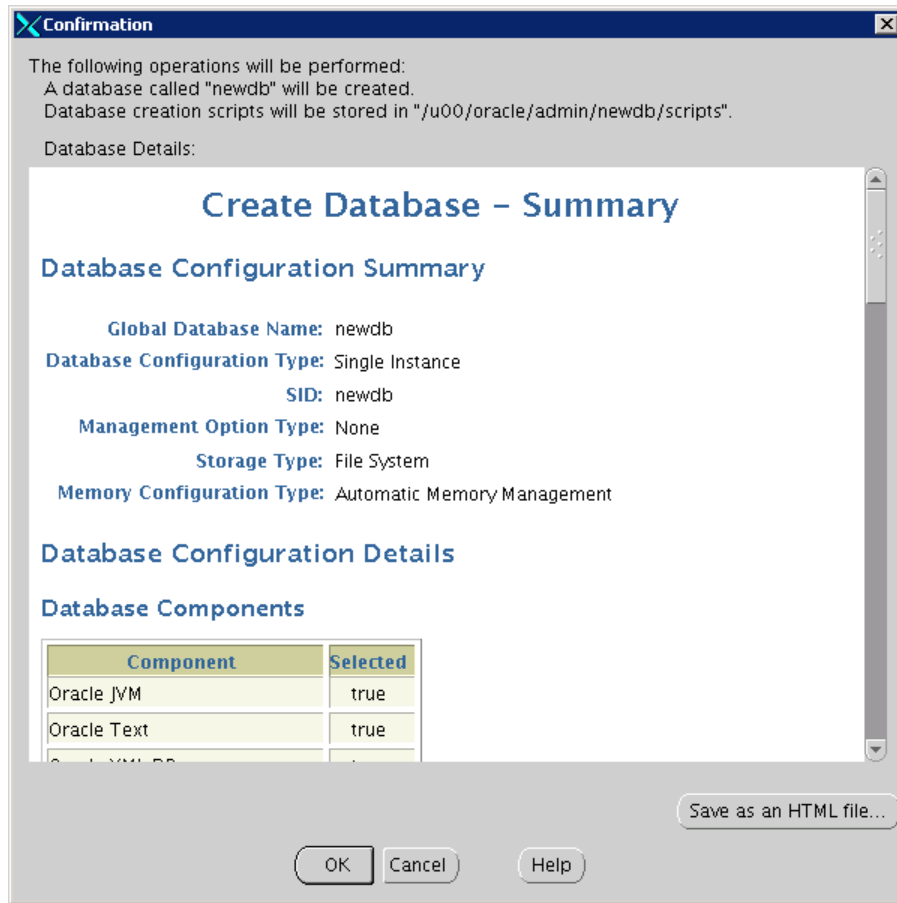 Confirmation
The following operations will be performed:
A database called "newdb" will be created.
Database creation scripts will be stored in "/u00/oracle/admin/newdb/scripts".
Database Details:
Create Database – Summary
Database Configuration Summary
Global Database Name: newdb
Database Configuration Type: Single Instance
SID: newdb
Management Option Type: None
Storage Type: File System
Memory Configuration Type: Automatic Memory Management
Database Configuration Details
Database Components
Component Selected
Oracle JVM true
Oracle Text true
Save as an HTML file...
OK Cancel Help